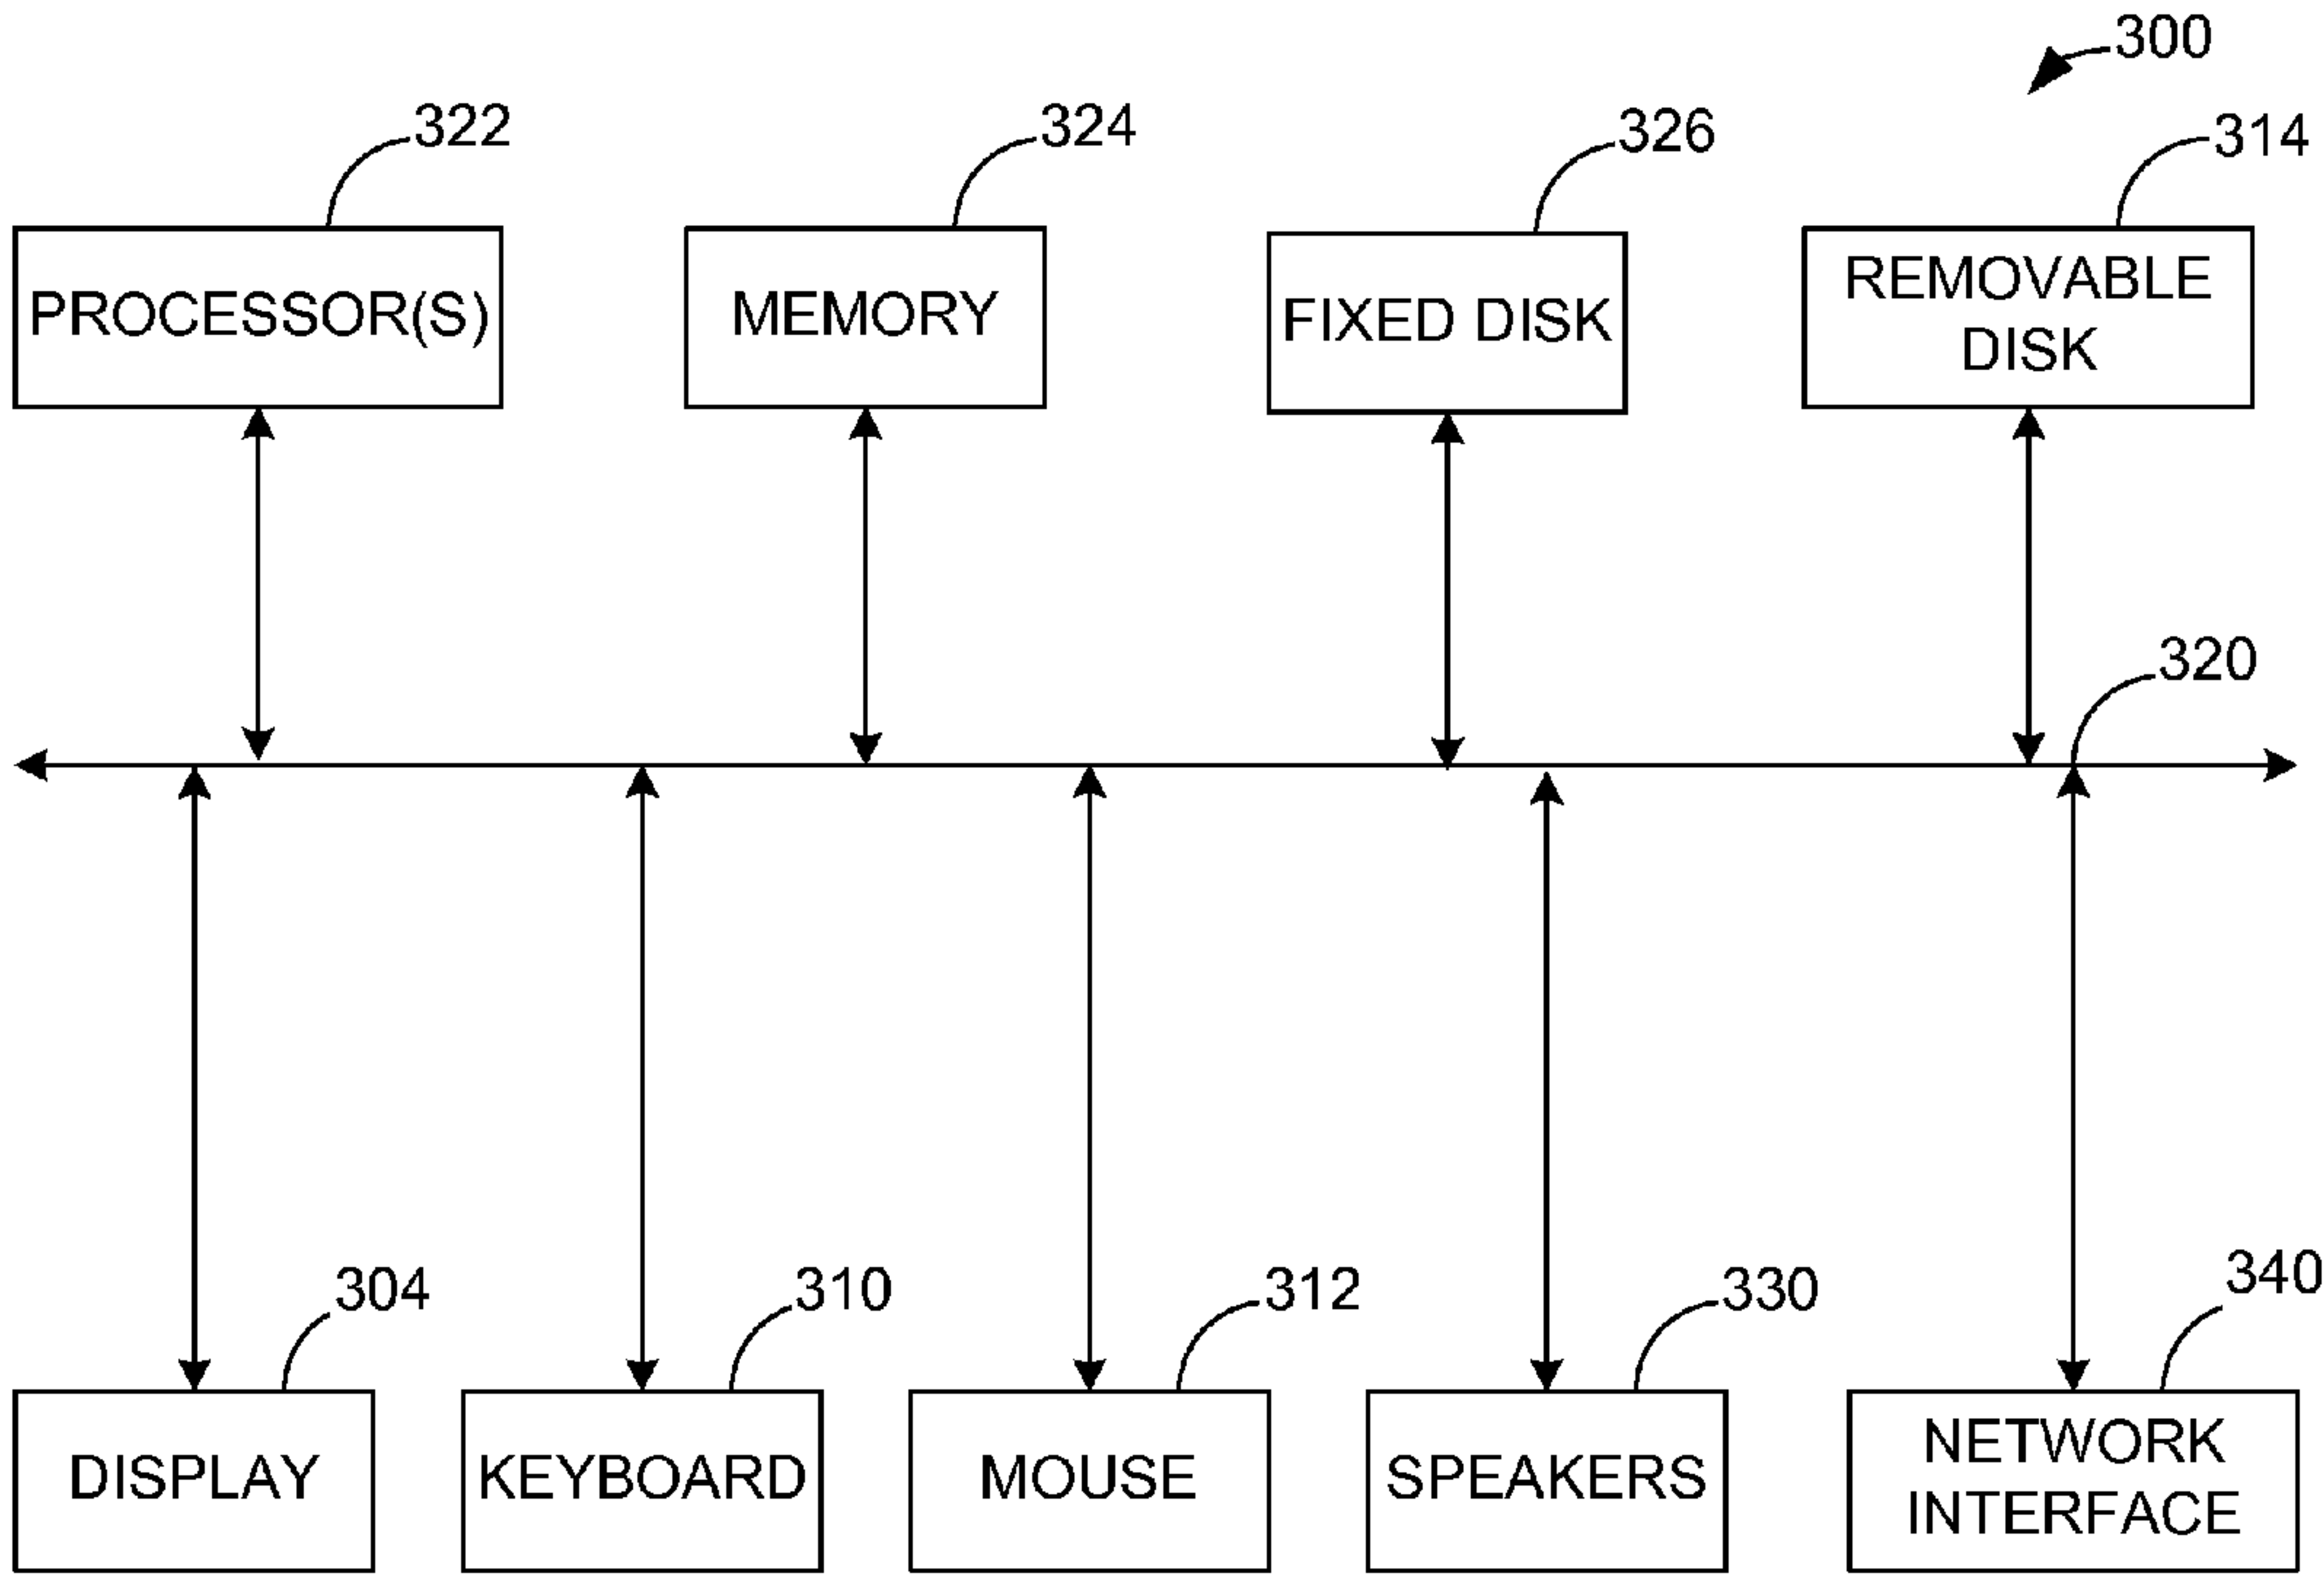 300
322
324
326
314
PROCESSOR(S)
MEMORY
FIXED DISK
REMOVABLE
DISK
320
304
310
312
330
340
DISPLAY
KEYBOARD
MOUSE
SPEAKERS
NETWORK
INTERFACE